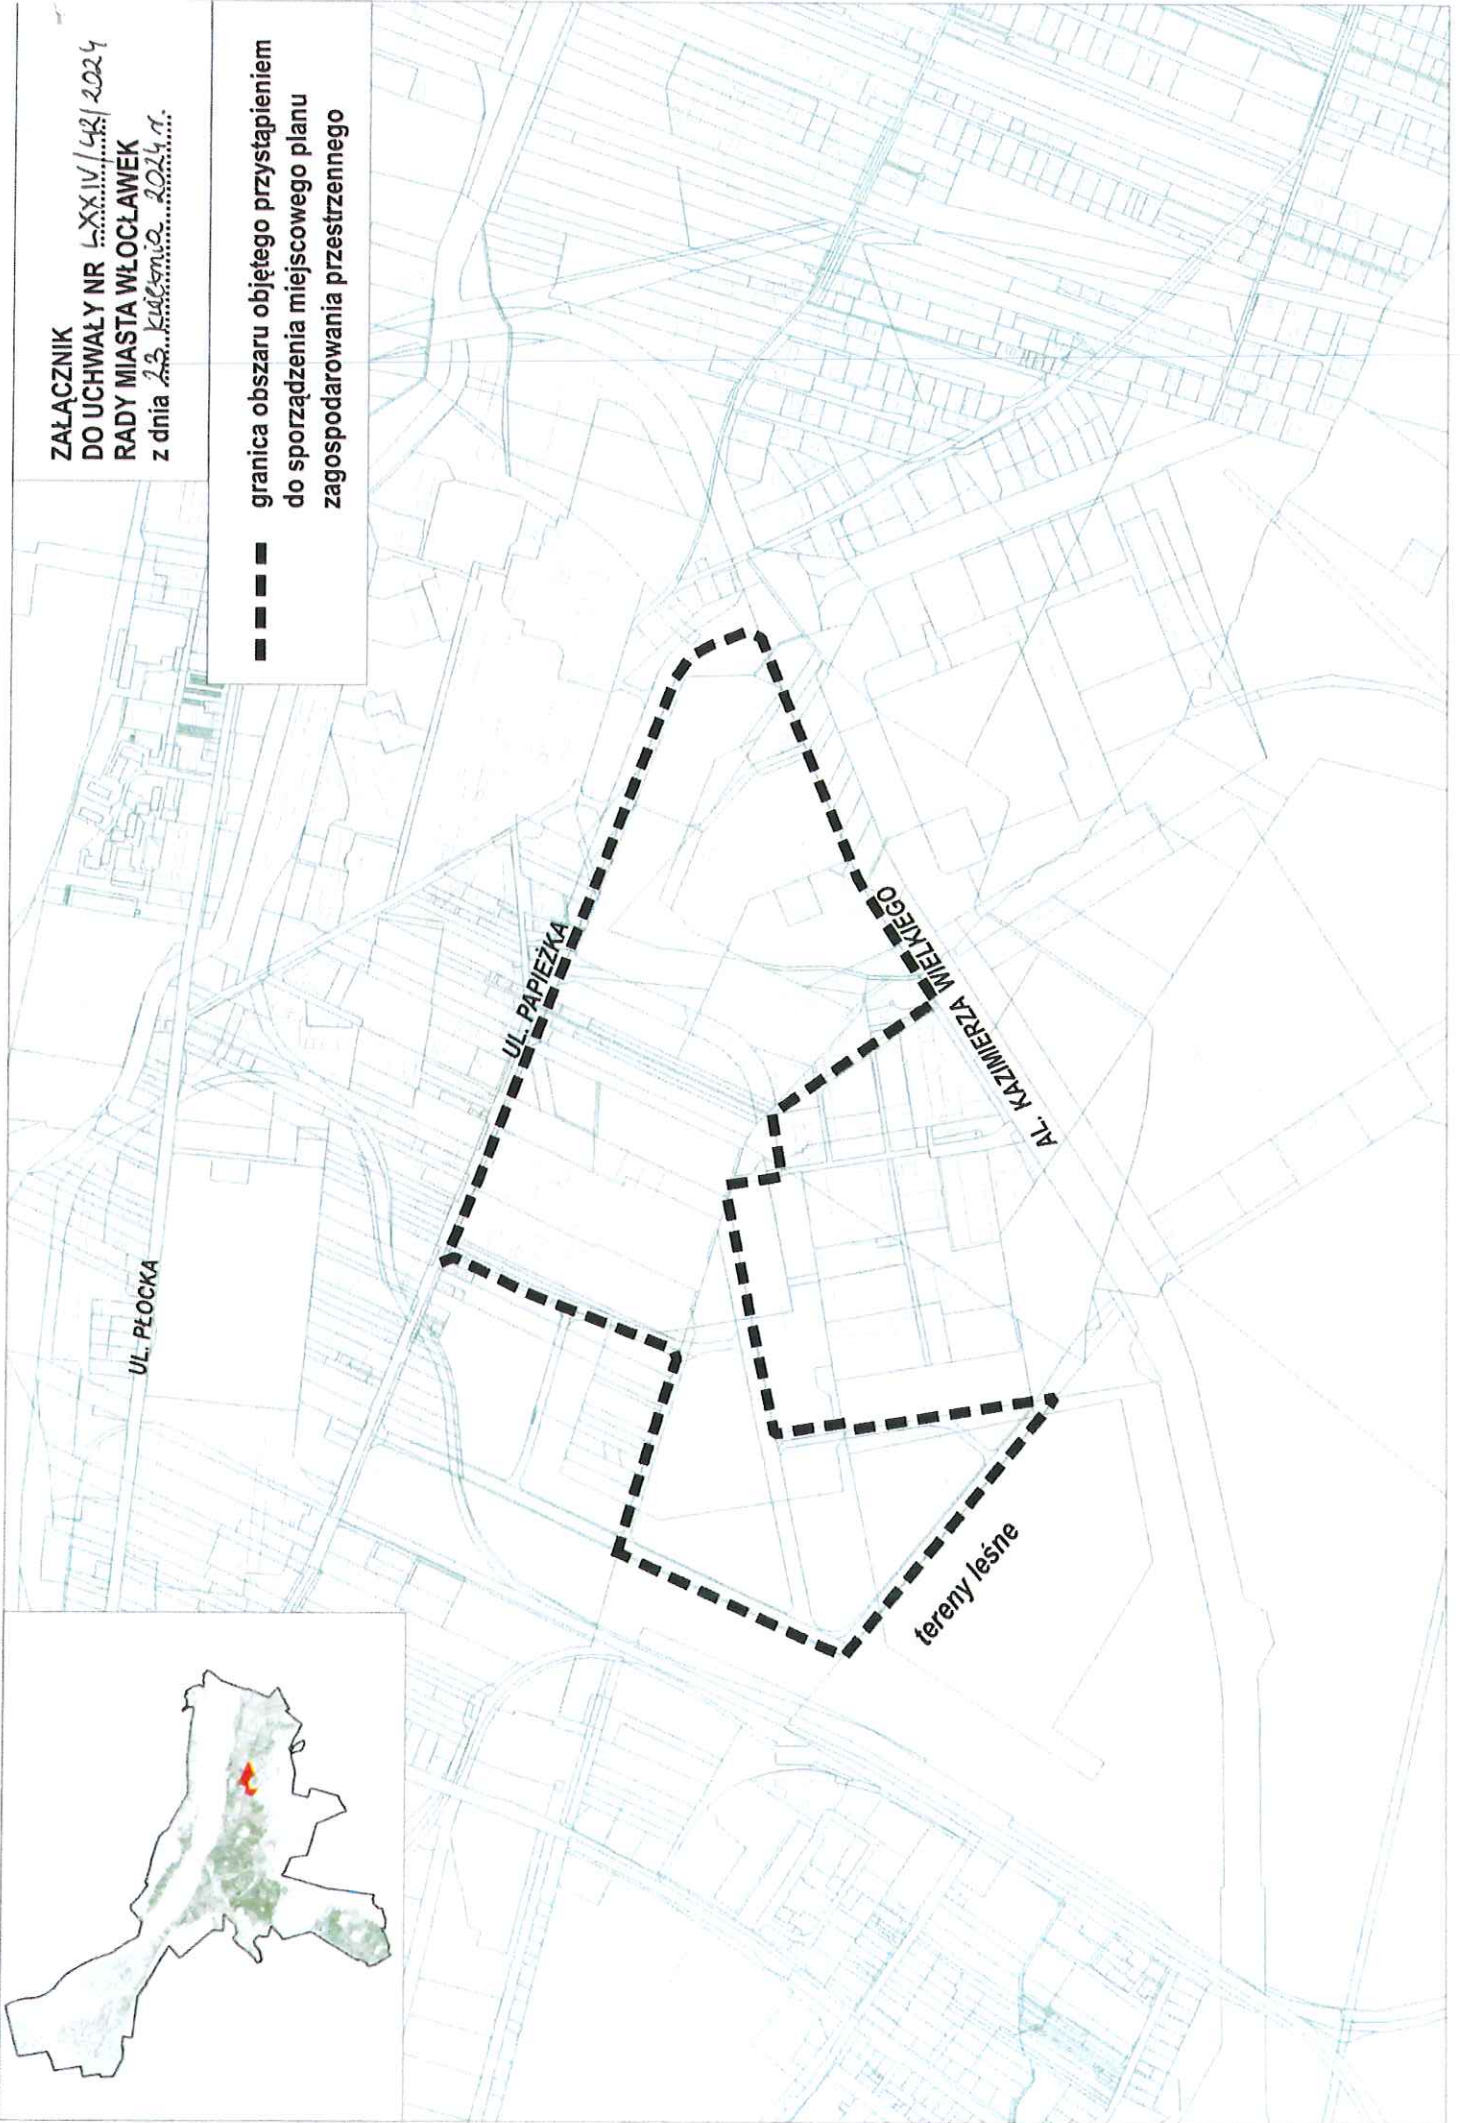 ZAŁĄCZNIK
DO UCHWAŁY NR LXXIV/42/2024
RADY MIASTA WŁOCŁAWEK
z dnia 23 kwietnia 2024 r.
granica obszaru objętego przystąpieniem
do sporządzenia miejscowego planu
zagospodarowania przestrzennego
UL. PŁOCKA
UL. PAPIEŻKA
AL. KAZIMIERZA WIELKIEGO
tereny leśne